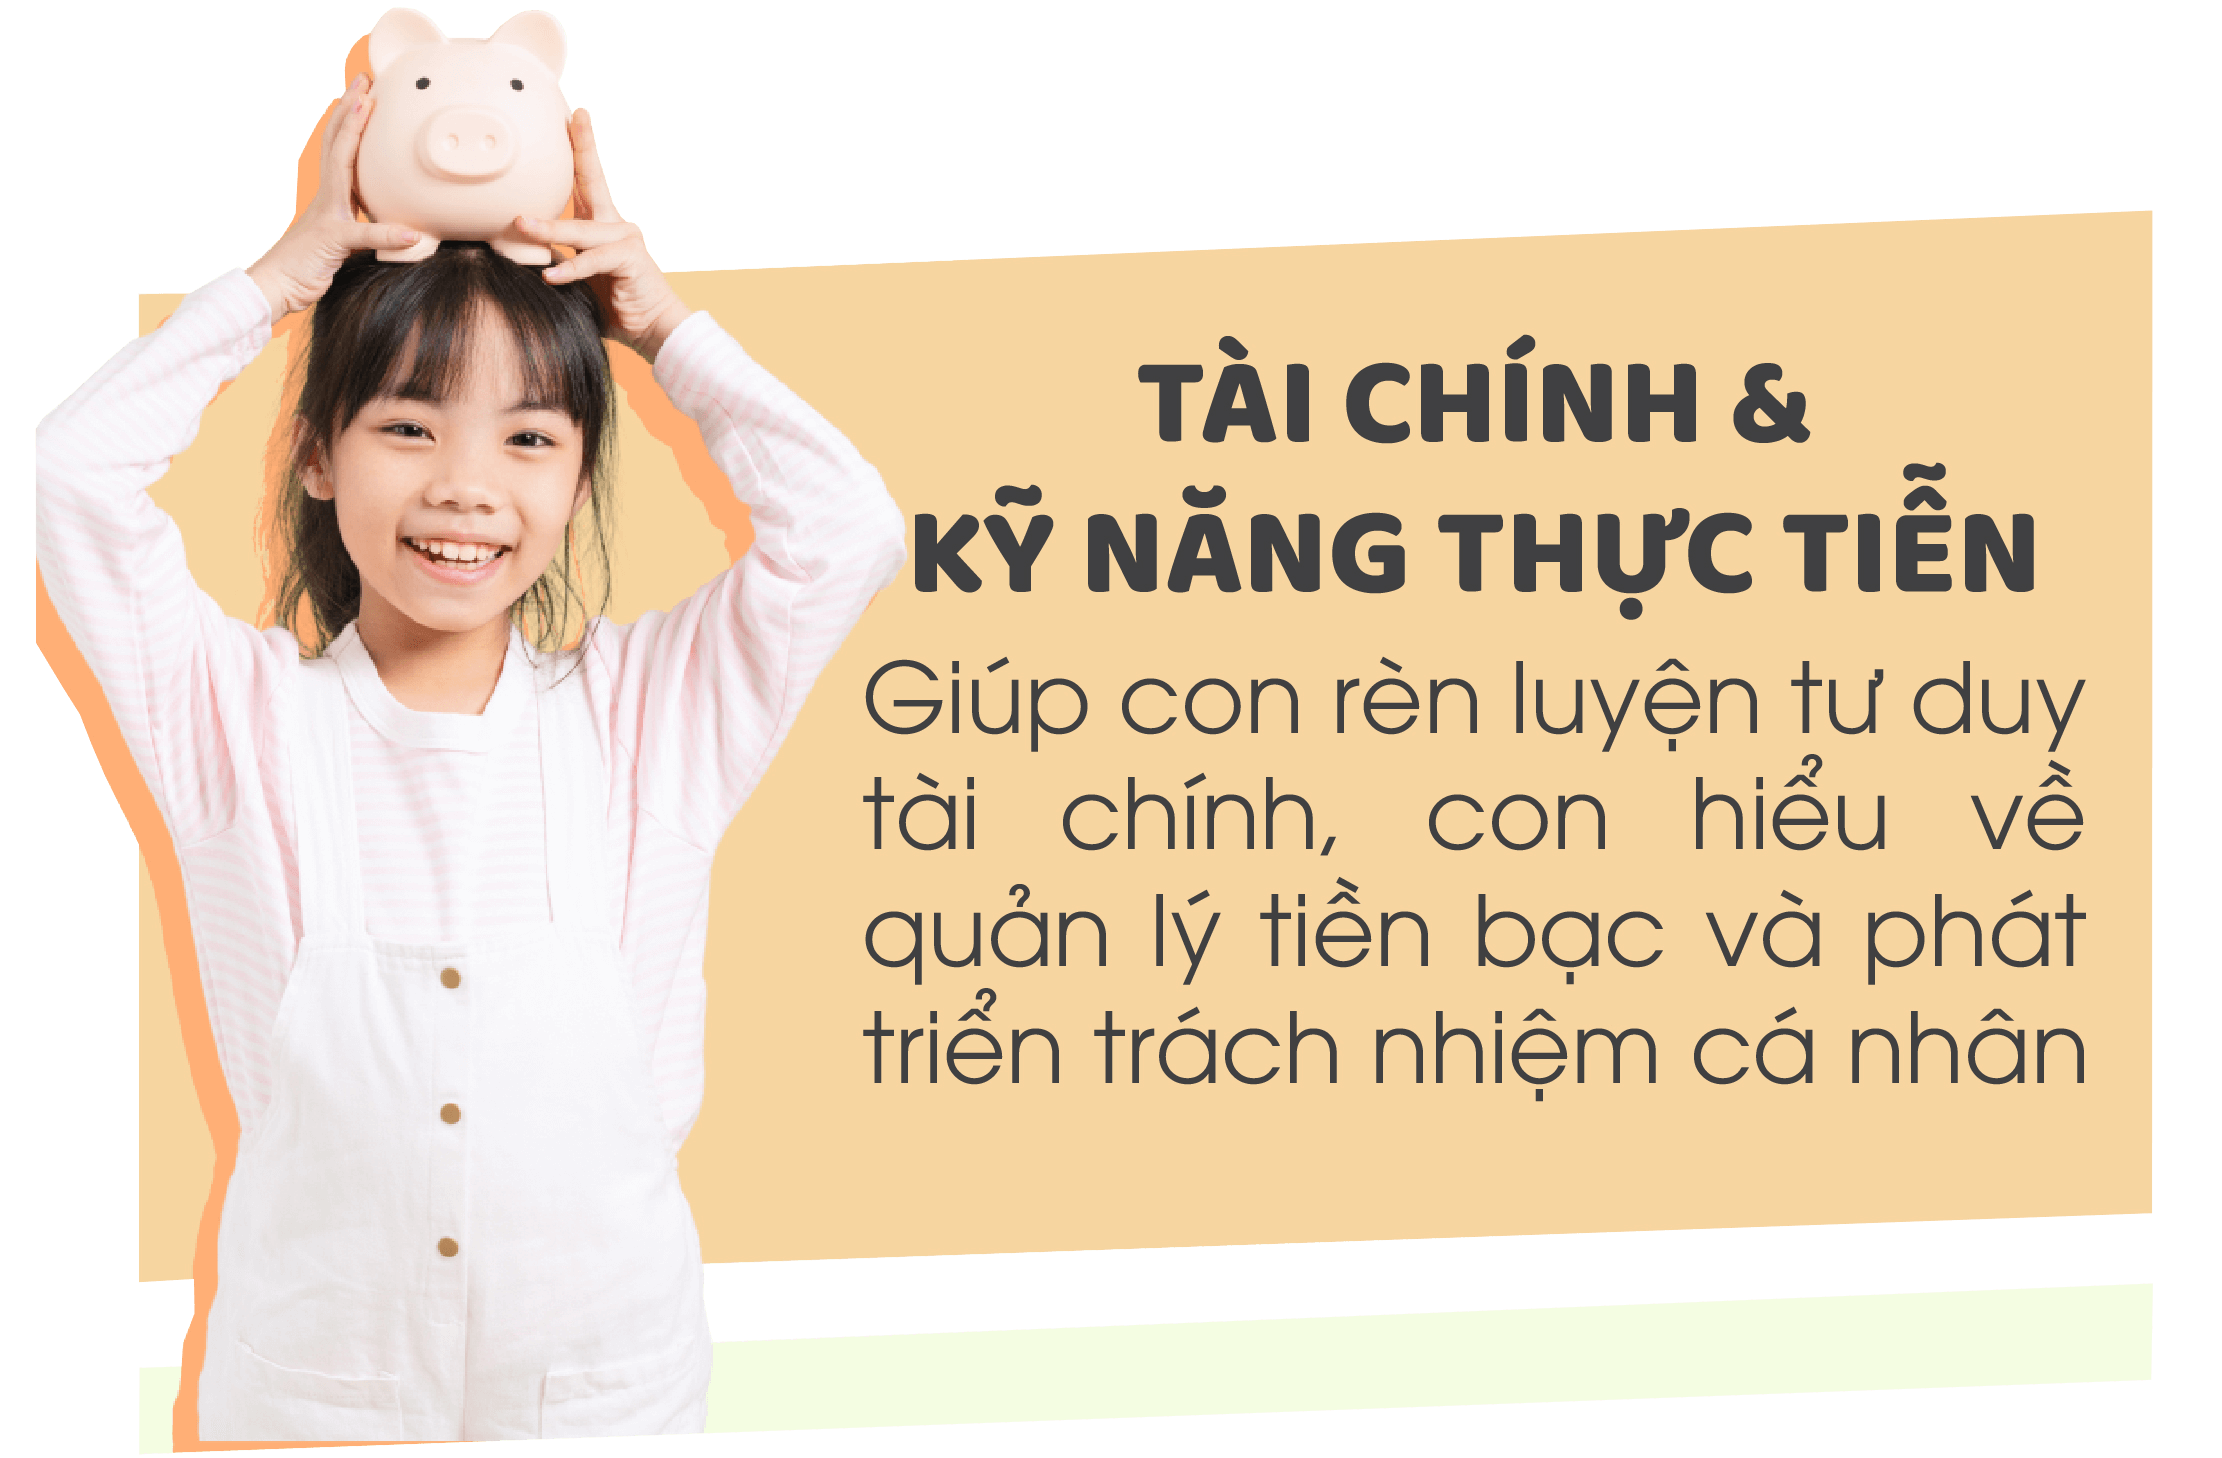 TÀI CHÍNH &
KỸ NĂNG THỰC TIỄN
Giúp con rèn luyện tư duy
tài chính, con hiểu về
quản lý tiền bạc và phát
triển trách nhiệm cá nhân